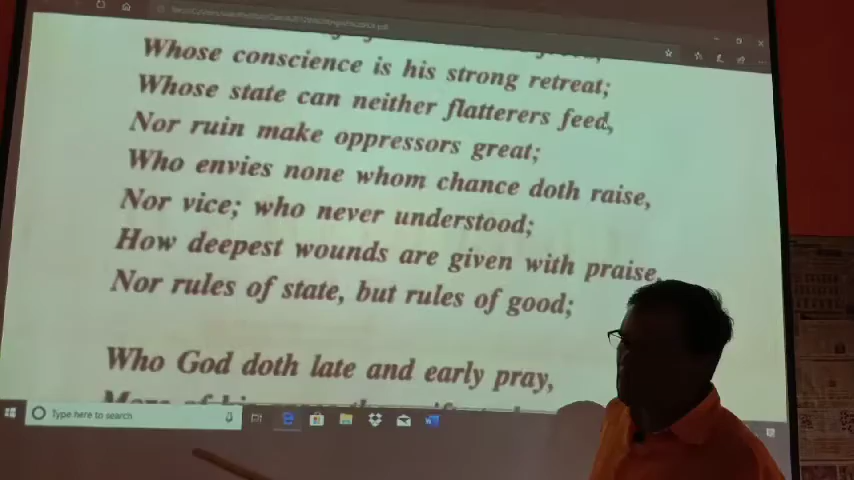 Whose conscience is his strong retreat;
Whose state can neither flatterers feed,
Nor ruin make oppressors great;
Who envies none whom chance doth raise,
Nor vice; who never understood;
How deepest wounds are given with praise,
Nor rules of state, but rules of good;
Who God doth late and early pray,
Type here to search